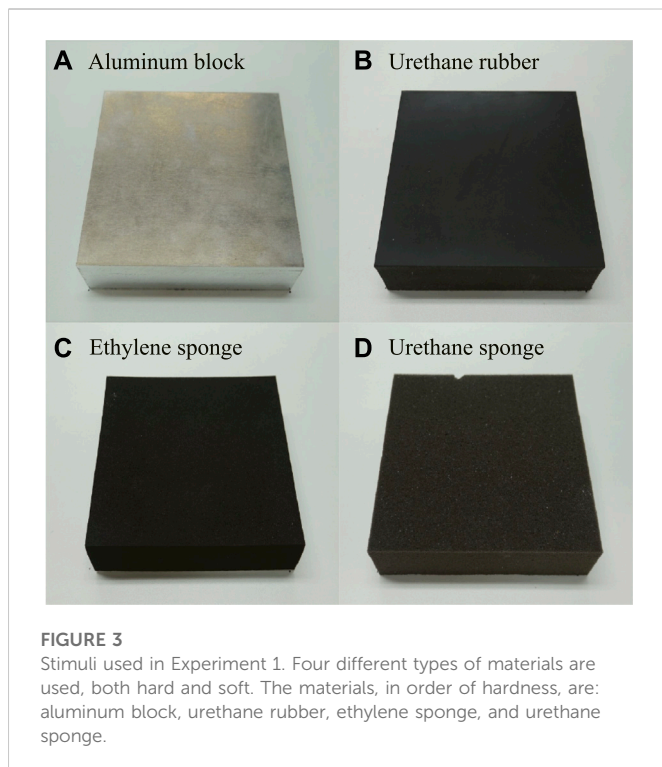 A Aluminum block
B Urethane rubber
C Ethylene sponge
D Urethane sponge
FIGURE 3
Stimuli used in Experiment 1. Four different types of materials are
used, both hard and soft. The materials, in order of hardness, are:
aluminum block, urethane rubber, ethylene sponge, and urethane
sponge.